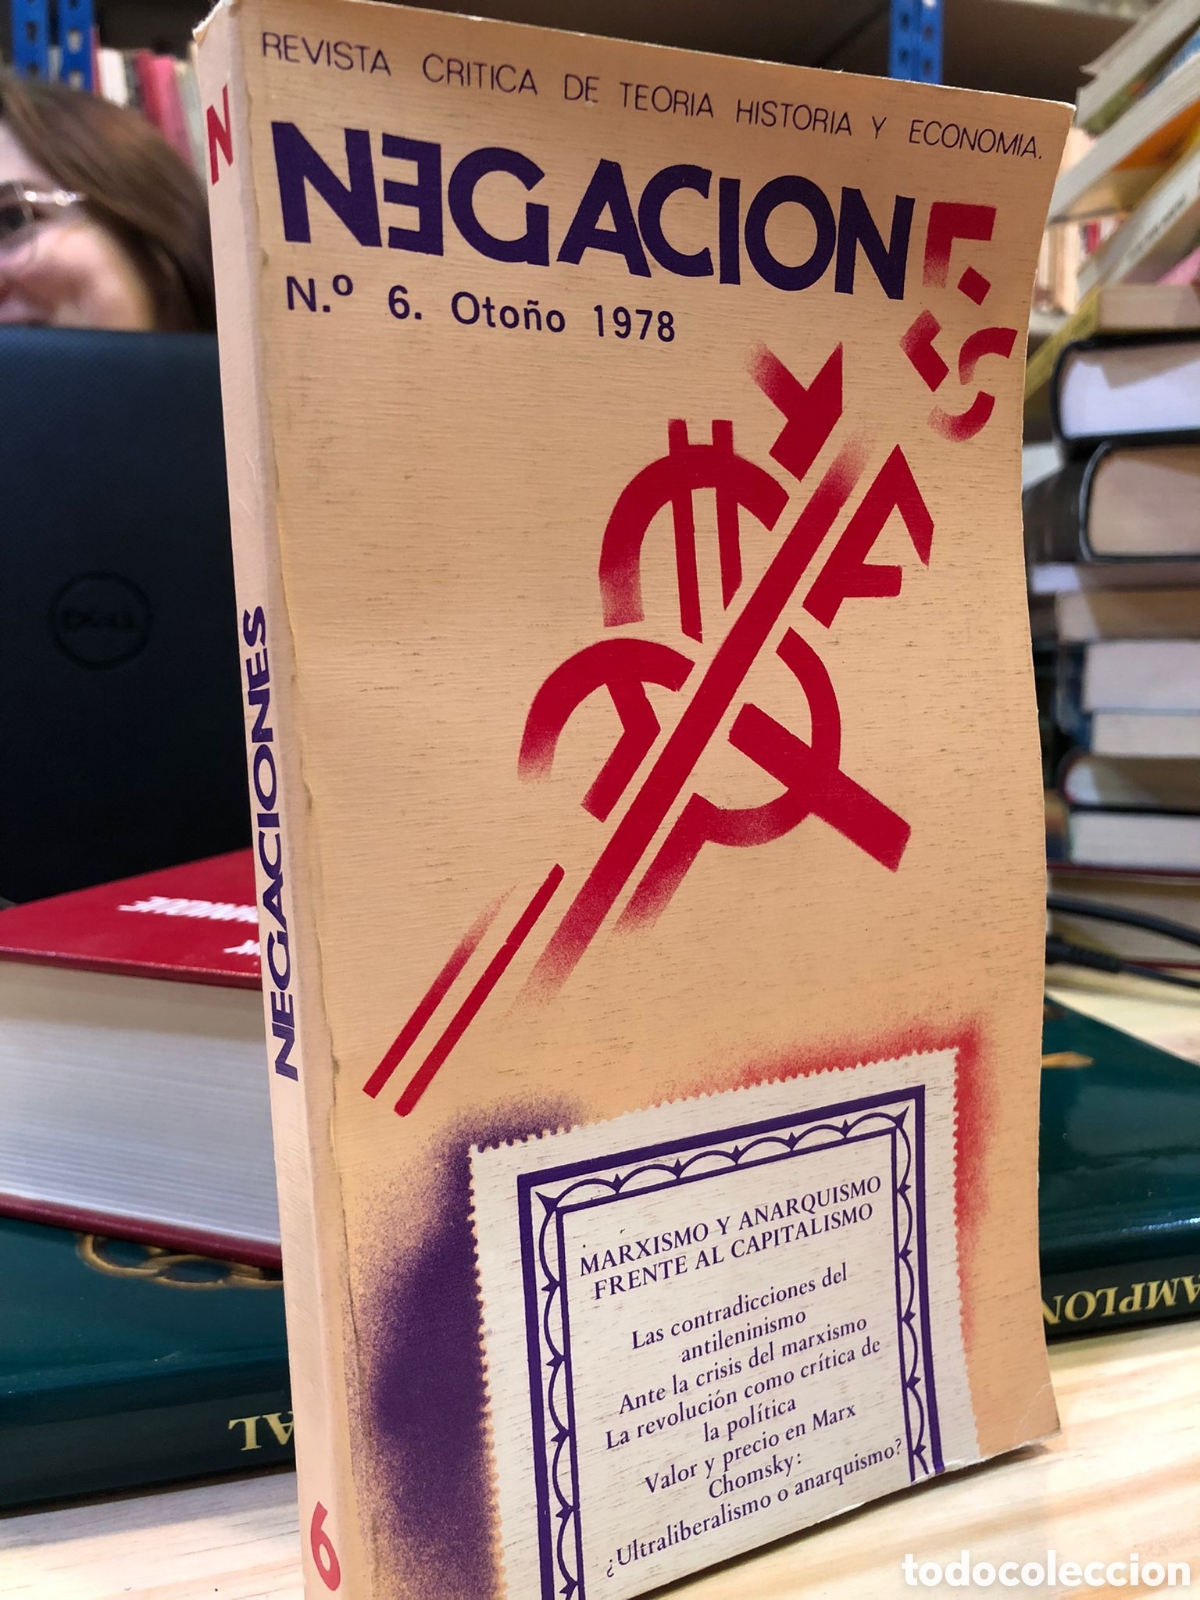 REVISTA CRITICA DE TEORIA HISTORIA Y ECONOMIA.
NEGACIONES
N.º 6. Otoño 1978
MARXISMO Y ANARQUISMO
FRENTE AL CAPITALISMO
Las contradicciones del
antileninismo
Ante la crisis del marxismo
La revolución como crítica de
la política
Valor y precio en Marx
Chomsky:
¿Ultraliberalismo o anarquismo?
N
NEGACIONES
6
DELL
AMPLON
AL
todocoleccion